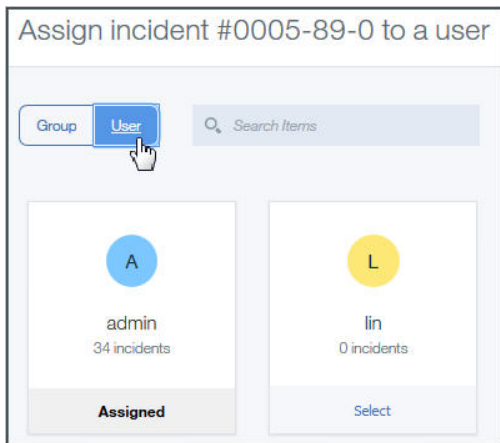 Assign incident #0005-89-0 to a user
Group User Search Items
A L
admin lin
34 incidents 0 incidents
Assigned Select